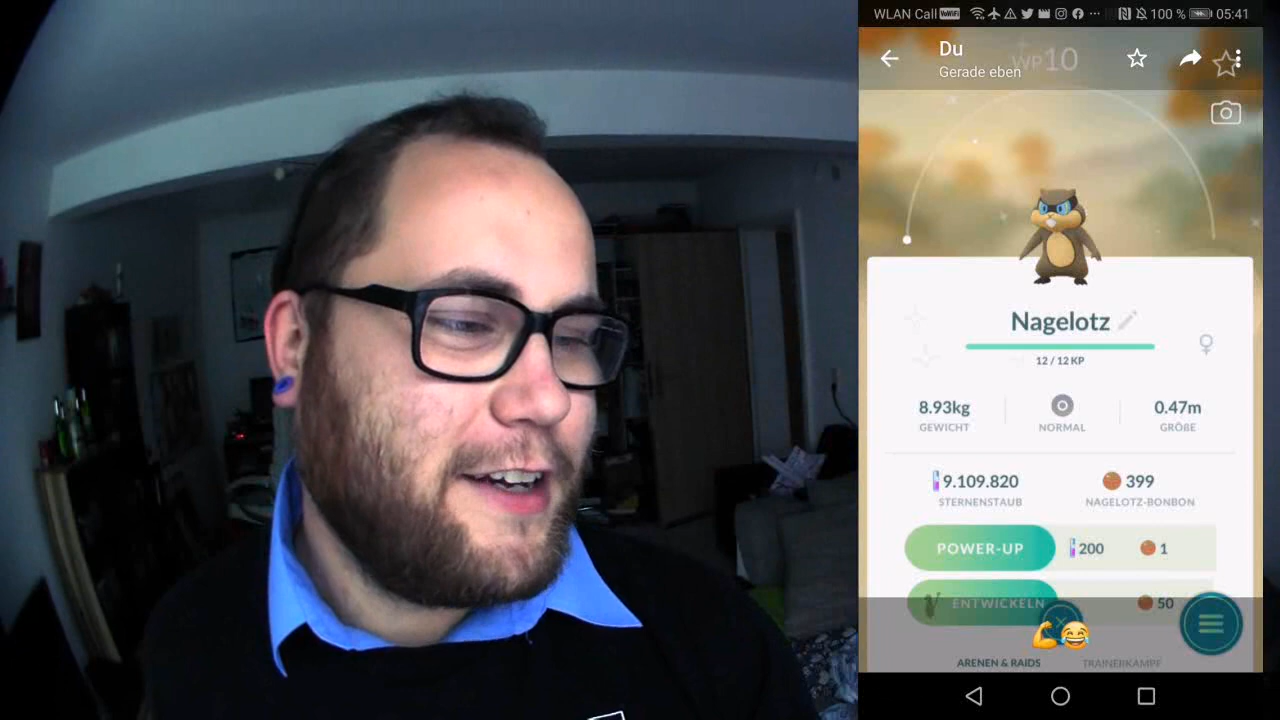 WLAN Call VoWiFi 100 % 05:41
Du
Gerade eben
WP10
Nagelotz
12 / 12 KP
8.93kg
GEWICHT
NORMAL
0.47m
GRÖßE
9.109.820
STERNENSTAUB
399
NAGELOTZ-BONBON
POWER-UP
200
1
ENTWICKELN
50
ARENEN & RAIDS
TRAINERKAMPF